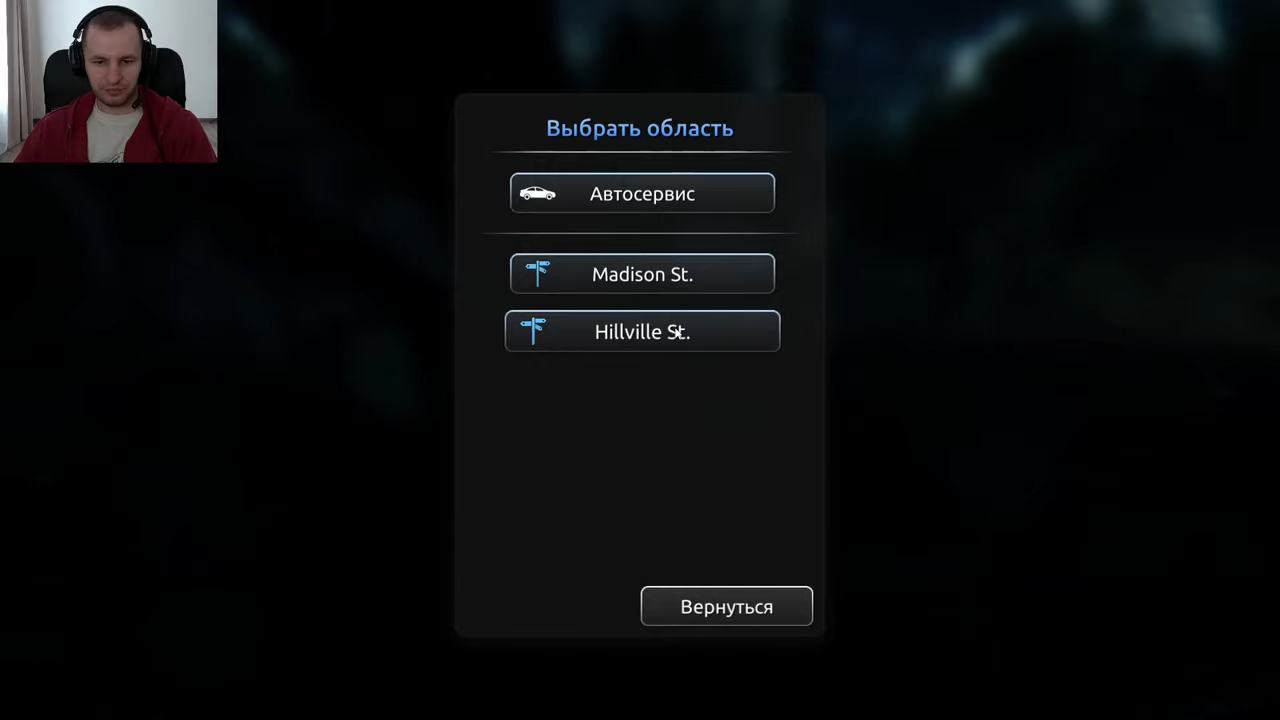 Выбрать область
Автосервис
Madison St.
Hillville St.
Вернуться